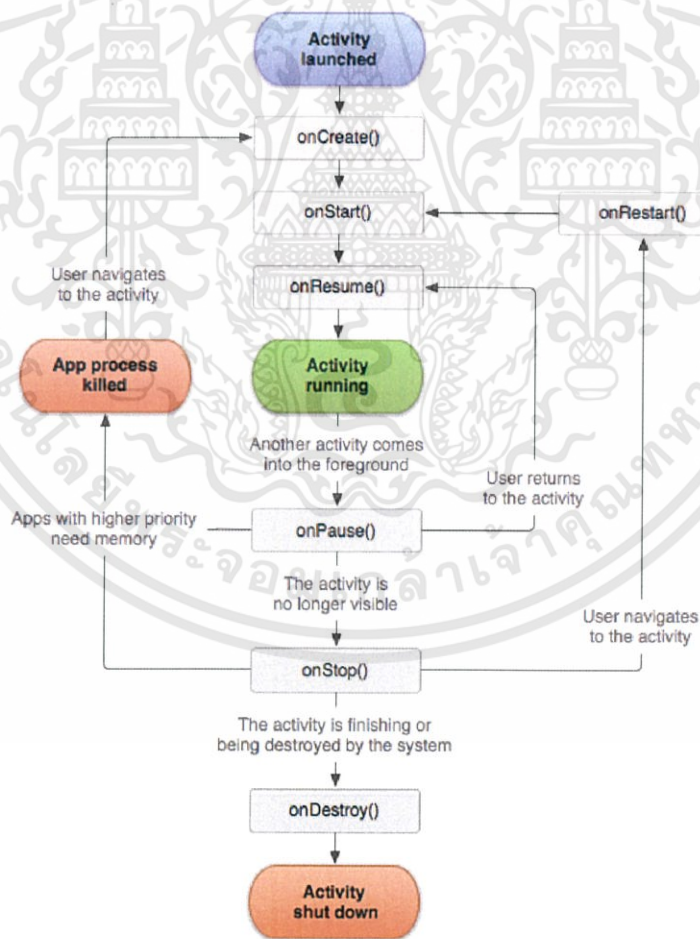 Activity
launched
onCreate()
onStart()
onRestart()
User navigates
to the activity
onResume()
App process
killed
Activity
running
Another activity comes
into the foreground
User returns
to the activity
Apps with higher priority
need memory
onPause()
The activity is
no longer visible
User navigates
to the activity
onStop()
The activity is finishing or
being destroyed by the system
onDestroy()
Activity
shut down